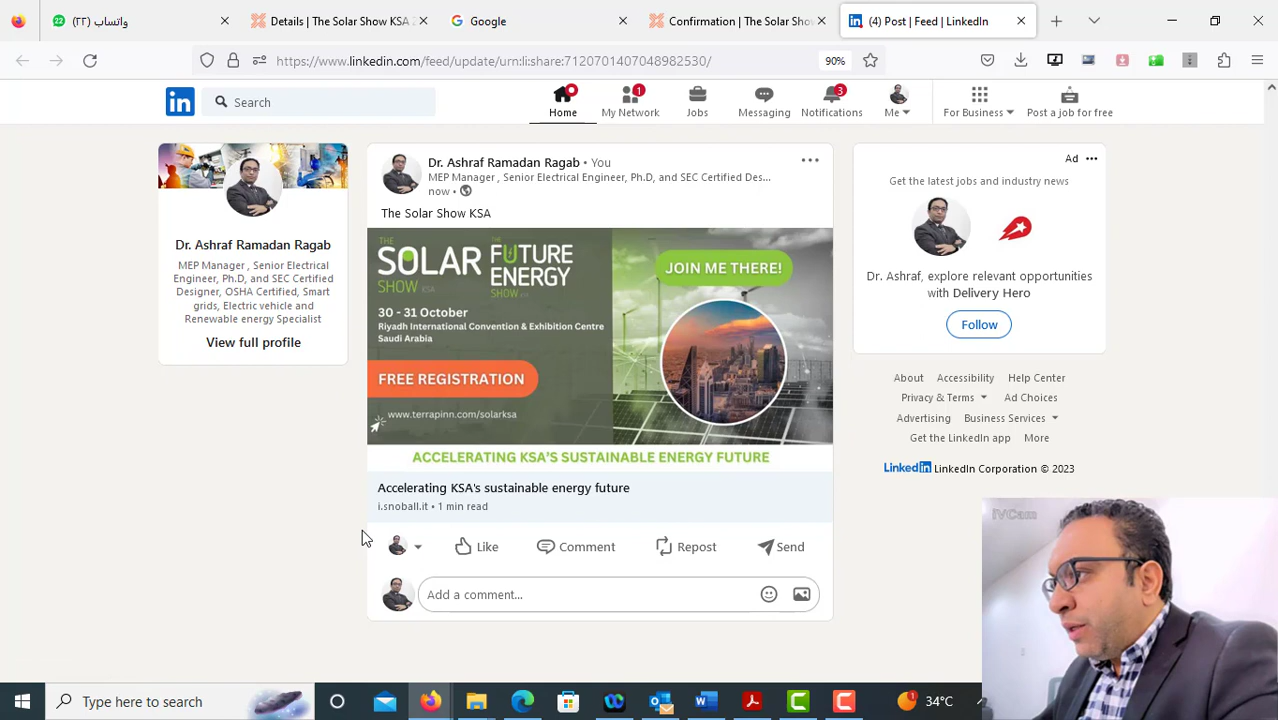 واتساب (٢٢)
Details | The Solar Show KSA 2
Google
Confirmation | The Solar Show
(4) Post | Feed | LinkedIn
https://www.linkedin.com/feed/update/urn:li:share:7120701407048982530/
90%
in
Search
1
3
Home
My Network
Jobs
Messaging
Notifications
Me
For Business
Post a job for free
Dr. Ashraf Ramadan Ragab
MEP Manager , Senior Electrical
Engineer, Ph.D, and SEC Certified
Designer, OSHA Certified, Smart
grids, Electric vehicle and
Renewable energy Specialist
View full profile
Dr. Ashraf Ramadan Ragab • You
MEP Manager , Senior Electrical Engineer, Ph.D, and SEC Certified Des...
now •
The Solar Show KSA
THE
SOLAR
SHOW KSA
THE
FUTURE
ENERGY
SHOW
30 - 31 October
Riyadh International Convention & Exhibition Centre
Saudi Arabia
FREE REGISTRATION
www.terrapinn.com/solarksa
JOIN ME THERE!
ACCELERATING KSA'S SUSTAINABLE ENERGY FUTURE
Accelerating KSA's sustainable energy future
i.snoball.it • 1 min read
Like
Comment
Repost
Send
Add a comment...
Ad
Get the latest jobs and industry news
Dr. Ashraf, explore relevant opportunities
with Delivery Hero
Follow
About
Accessibility
Help Center
Privacy & Terms
Ad Choices
Advertising
Business Services
Get the LinkedIn app
More
LinkedIn LinkedIn Corporation © 2023
iVCam
Type here to search
1
34°C